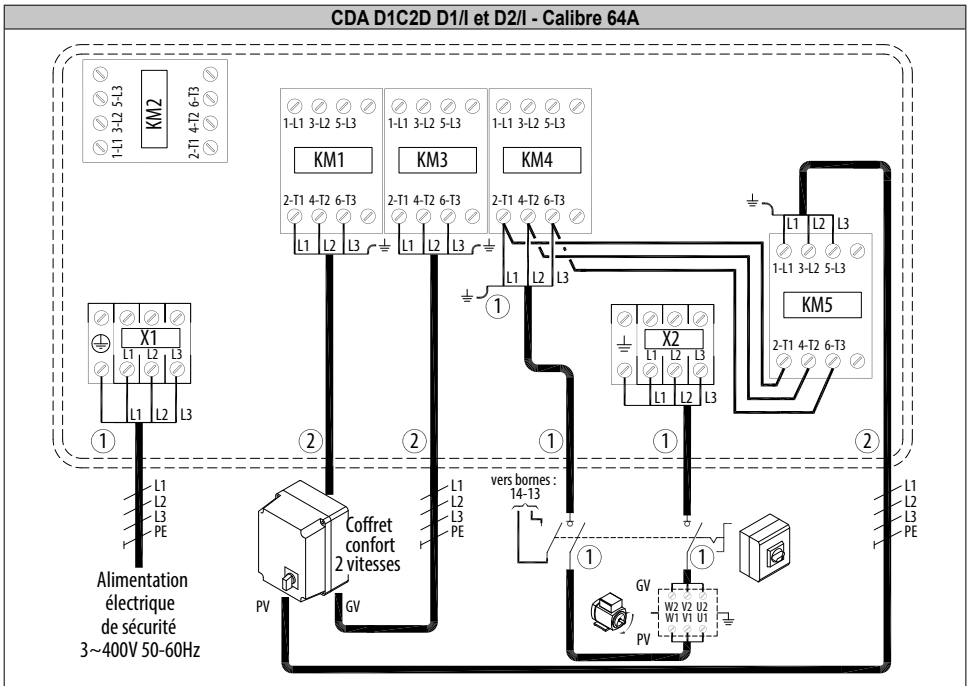 CDA D1C2D D1/I et D2/I - Calibre 64A
1-L1 3-L2 5-L3
KM2
2-T1 4-T2 6-T3
1-L1 3-L2 5-L3
KM1
2-T1 4-T2 6-T3
L1 L2 L3
1-L1 3-L2 5-L3
KM3
2-T1 4-T2 6-T3
L1 L2 L3
1-L1 3-L2 5-L3
KM4
2-T1 4-T2 6-T3
L1 L2 L3
1
L1 L2 L3
1-L1 3-L2 5-L3
KM5
2-T1 4-T2 6-T3
X1
L1 L2 L3
L1 L2 L3
X2
L1 L2 L3
L1 L2 L3
1 2 2 1 1 2
L1
L2
L3
PE
L1
L2
L3
PE
L1
L2
L3
PE
vers bornes :
14-13
Coffret
confort
2 vitesses
1 1
Alimentation
électrique
de sécurité
3~400V 50-60Hz
PV GV
GV
W2 V2 U2
W1 V1 U1
PV